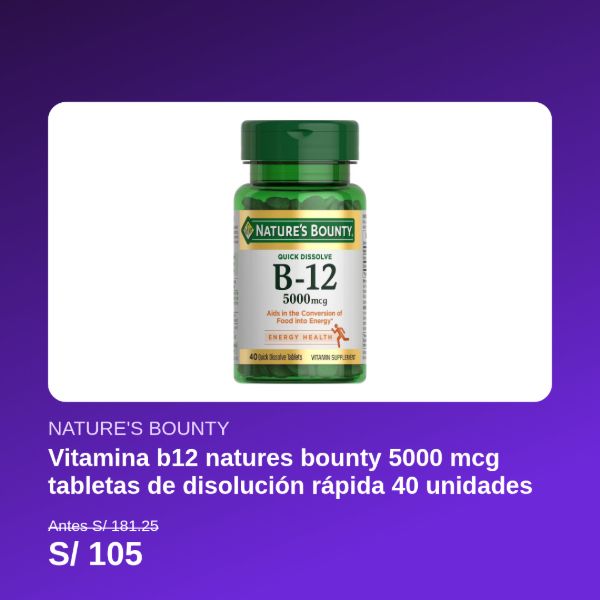 NATURE'S BOUNTY
QUICK DISSOLVE
B-12
5000 mcg
Aids in the Conversion of
Food into Energy*
ENERGY HEALTH
40 Quick Dissolve Tablets VITAMIN SUPPLEMENT
NATURE'S BOUNTY
Vitamina b12 natures bounty 5000 mcg
tabletas de disolución rápida 40 unidades
Antes S/ 181.25
S/ 105